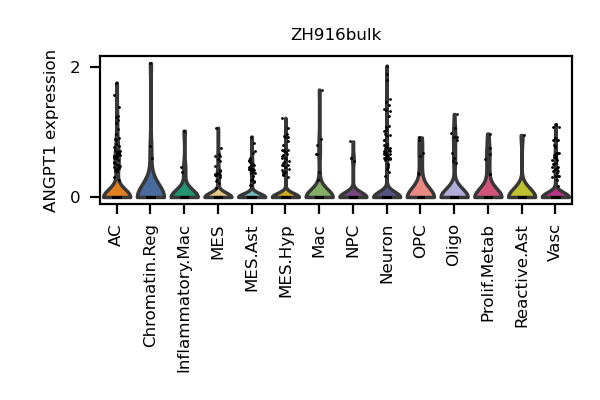 ZH916bulk
ANGPT1 expression
2
0
AC
Chromatin.Reg
Inflammatory.Mac
MES
MES.Ast
MES.Hyp
Mac
NPC
Neuron
OPC
Oligo
Prolif.Metab
Reactive.Ast
Vasc